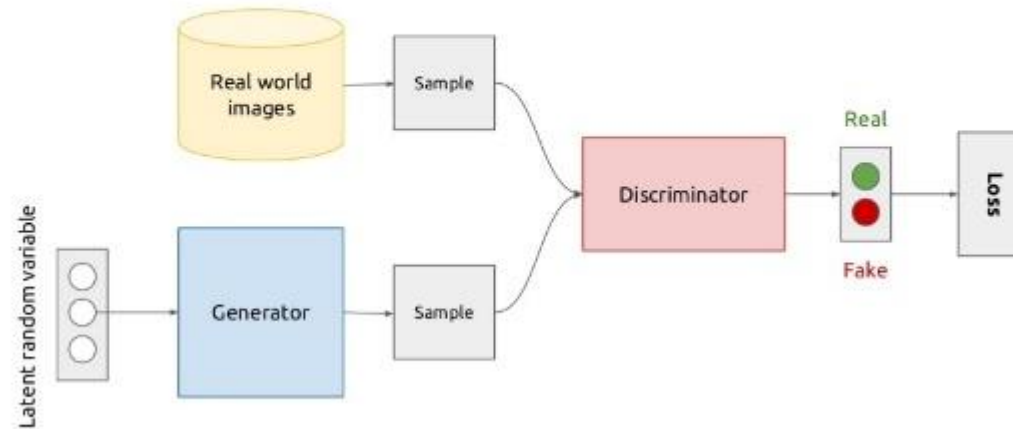 Real world
images
Sample
Real
Discriminator
Loss
Fake
Latent random variable
Generator
Sample